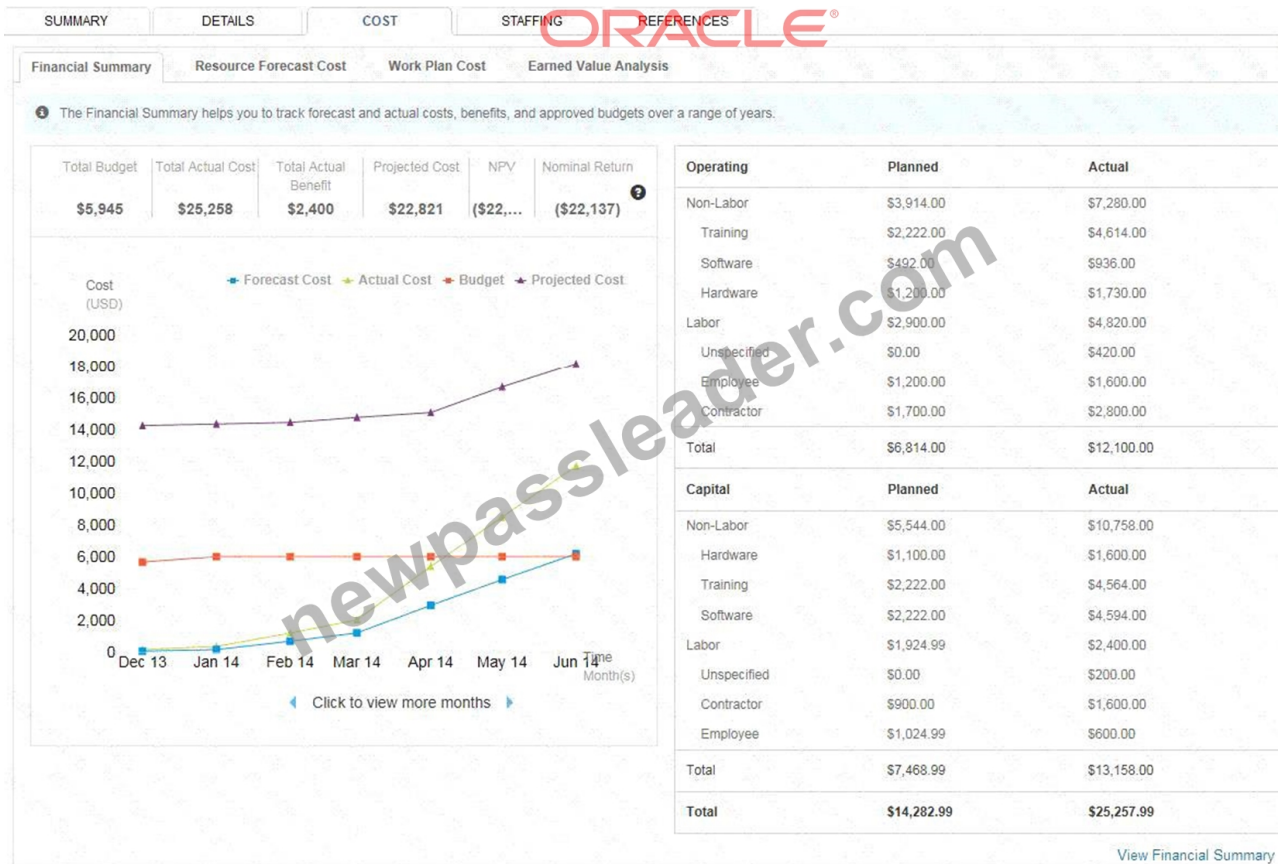 SUMMARY DETAILS COST STAFFING REFERENCES
ORACLE®
Financial Summary Resource Forecast Cost Work Plan Cost Earned Value Analysis
The Financial Summary helps you to track forecast and actual costs, benefits, and approved budgets over a range of years.
Total Budget Total Actual Cost Total Actual Benefit Projected Cost NPV Nominal Return
$5,945 $25,258 $2,400 $22,821 ($22,... ($22,137)
?
Forecast Cost Actual Cost Budget Projected Cost
Cost
(USD)
20,000
18,000
16,000
14,000
12,000
10,000
8,000
6,000
4,000
2,000
0
Dec 13 Jan 14 Feb 14 Mar 14 Apr 14 May 14 Jun 14
Time
Month(s)
Click to view more months
Operating Planned Actual
Non-Labor $3,914.00 $7,280.00
Training $2,222.00 $4,614.00
Software $492.00 $936.00
Hardware $1,200.00 $1,730.00
Labor $2,900.00 $4,820.00
Unspecified $0.00 $420.00
Employee $1,200.00 $1,600.00
Contractor $1,700.00 $2,800.00
Total $6,814.00 $12,100.00
Capital Planned Actual
Non-Labor $5,544.00 $10,758.00
Hardware $1,100.00 $1,600.00
Training $2,222.00 $4,564.00
Software $2,222.00 $4,594.00
Labor $1,924.99 $2,400.00
Unspecified $0.00 $200.00
Contractor $900.00 $1,600.00
Employee $1,024.99 $600.00
Total $7,468.99 $13,158.00
Total $14,282.99 $25,257.99
View Financial Summary
newpassleader.com